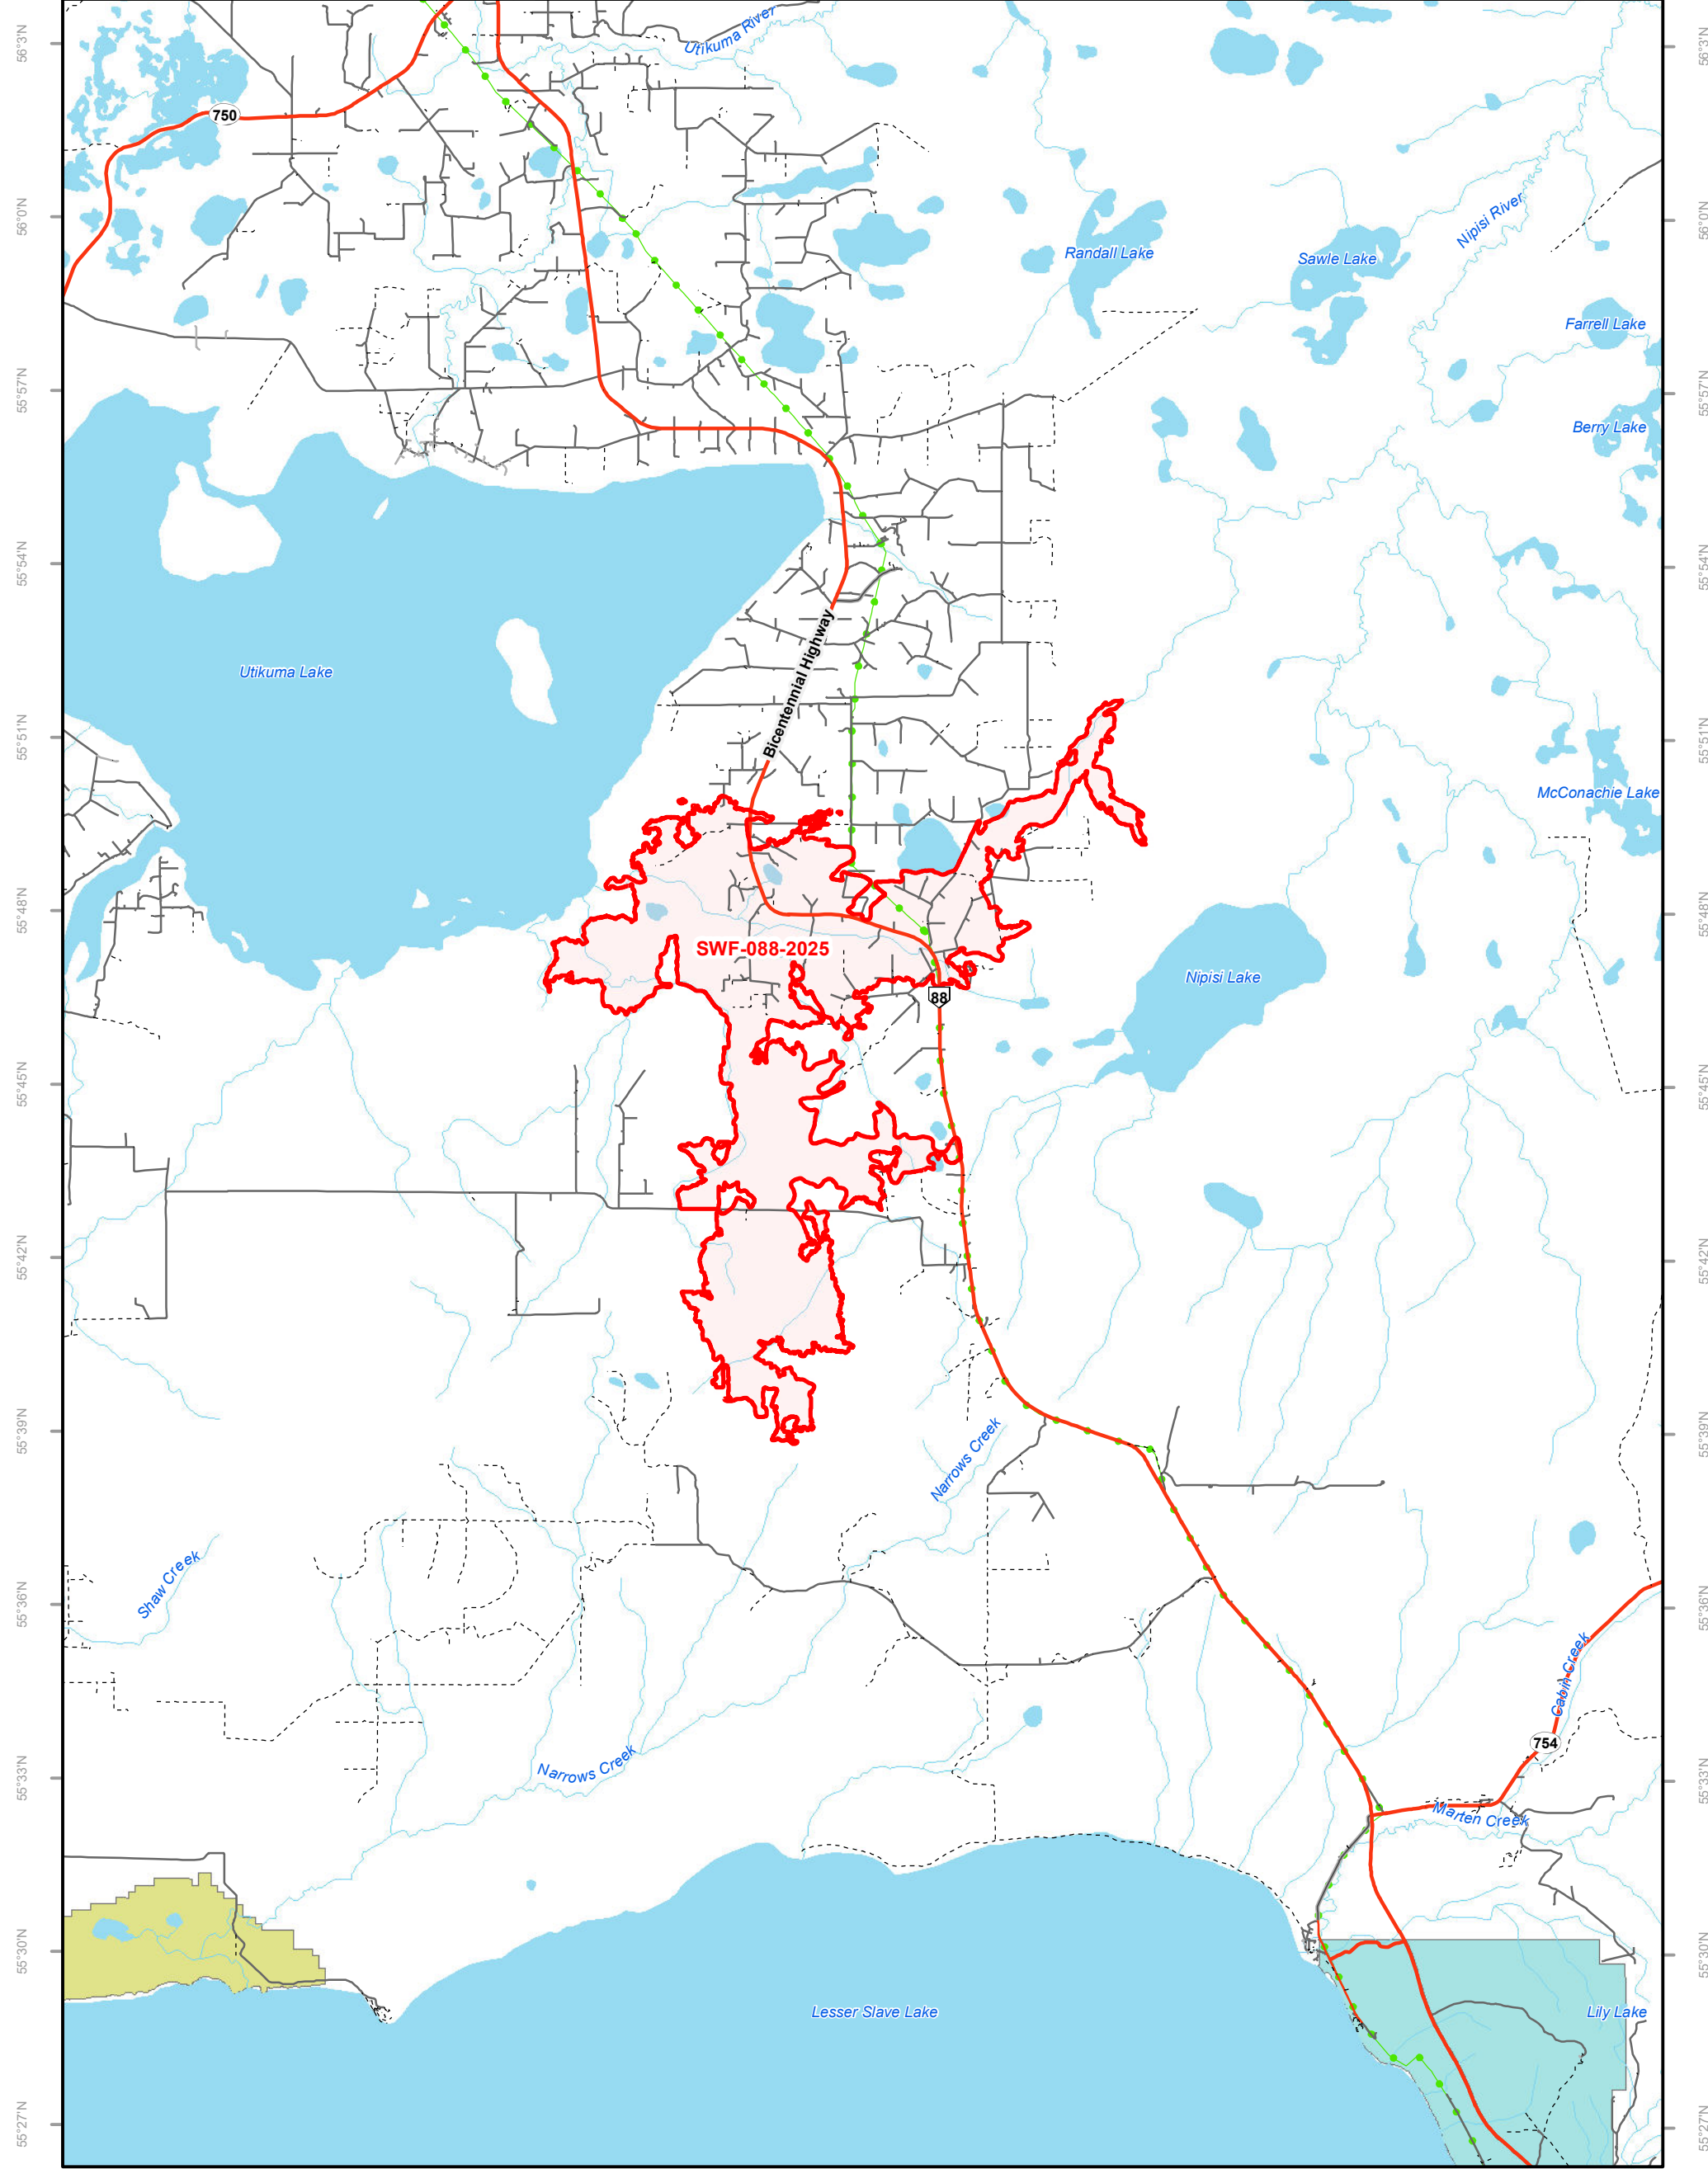 Utikuma River
56°3'N
56°3'N
750
56°0'N
56°0'N
Nipisi River
Randall Lake
Sawle Lake
Farrell Lake
55°57'N
55°57'N
Berry Lake
55°54'N
55°54'N
Utikuma Lake
Bicentennial Highway
55°51'N
55°51'N
McConachie Lake
55°48'N
55°48'N
SWF-088-2025
Nipisi Lake
88
55°45'N
55°45'N
55°42'N
55°42'N
55°39'N
55°39'N
Narrows Creek
Shaw Creek
55°36'N
55°36'N
Cabin Creek
754
Narrows Creek
55°33'N
55°33'N
Marten Creek
55°30'N
55°30'N
Lesser Slave Lake
Lily Lake
55°27'N
55°27'N